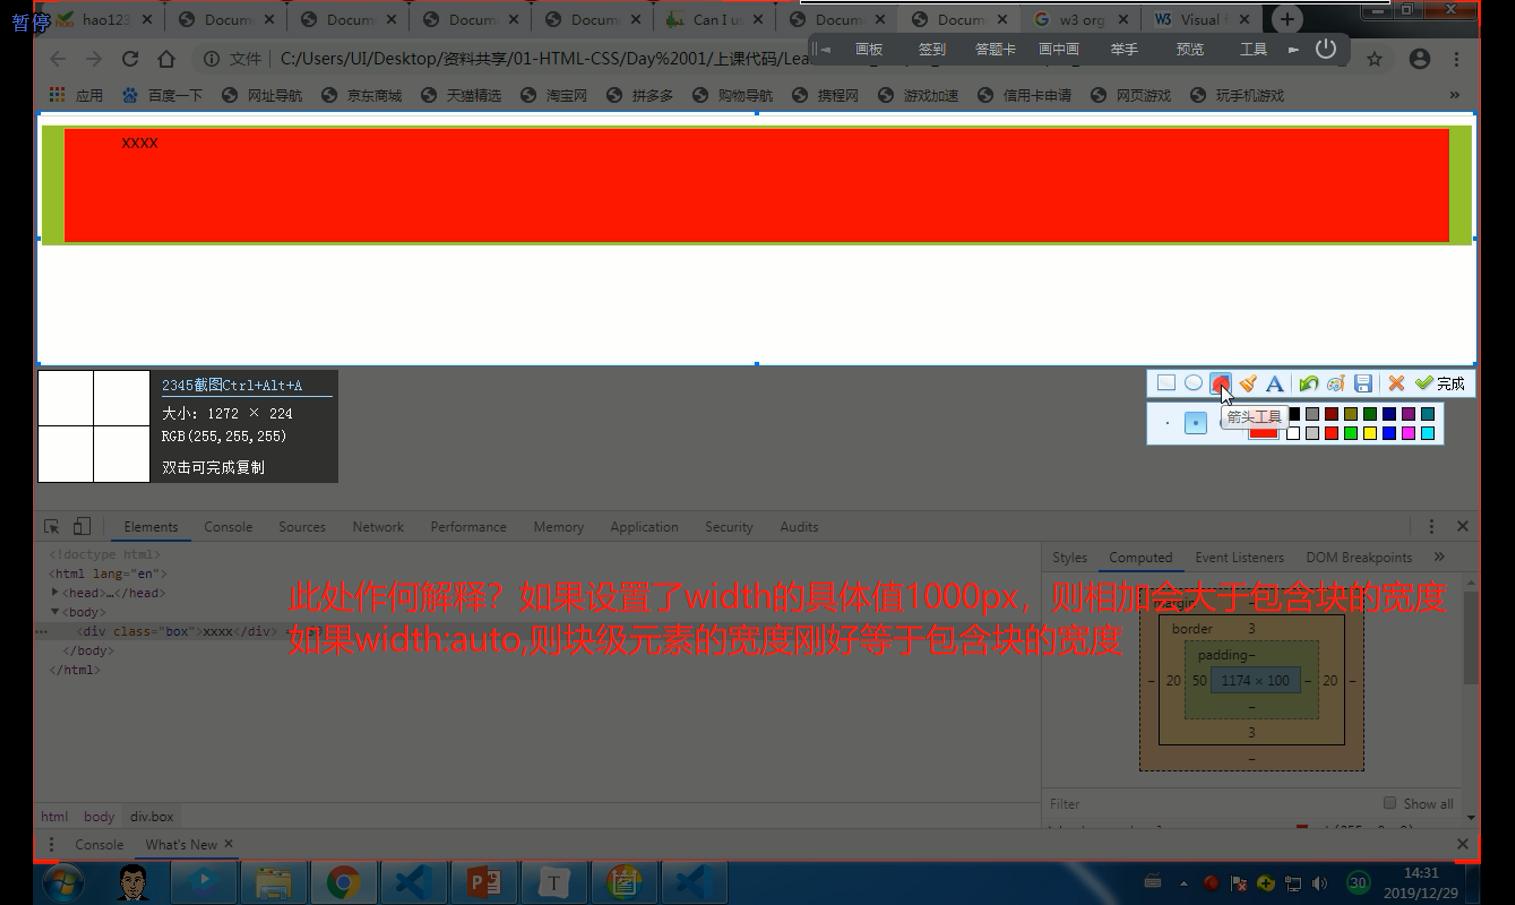 暂停
hao123
Docum
Docum
Docum
Docum
Can I u
Docum
Docum
w3 org
Visual
画板 签到 答题卡 画中画 举手 预览 工具
文件 C:/Users/UI/Desktop/资料共享/01-HTML-CSS/Day%2001/上课代码/Lea
应用 百度一下 网址导航 京东商城 天猫精选 淘宝网 拼多多 购物导航 携程网 游戏加速 信用卡申请 网页游戏 玩手机游戏 »
xxxx
2345截图Ctrl+Alt+A
大小: 1272 × 224
RGB(255,255,255)
双击可完成复制
A 完成
箭头工具
Elements Console Sources Network Performance Memory Application Security Audits
<!doctype html>
<html lang="en">
<head>…</head>
<body>
<div class="box">xxxx</div>
</body>
</html>
Styles Computed Event Listeners DOM Breakpoints »
此处作何解释?如果设置了width的具体值1000px，则相加会大于包含块的宽度
如果width:auto,则块级元素的宽度刚好等于包含块的宽度
margin –
border 3
padding–
– 20 50 1174 × 100 – 20 –
–
3
–
Filter Show all
html body div.box
Console What's New
T
30
14:31
2019/12/29